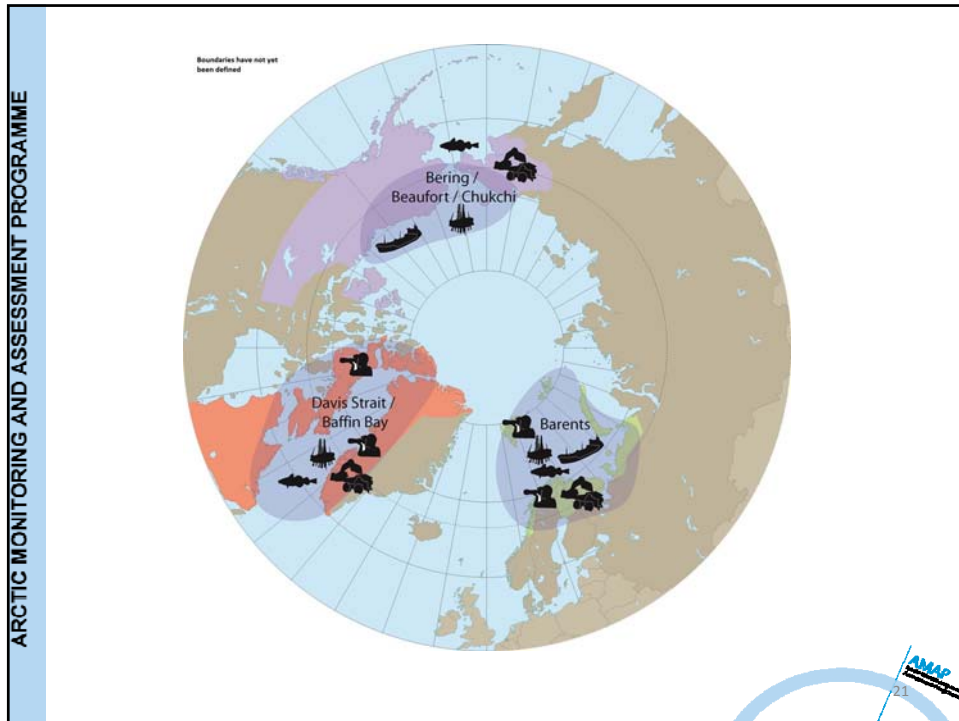 Boundaries have not yet
been defined
ARCTIC MONITORING AND ASSESSMENT PROGRAMME
Bering /
Beaufort / Chukchi
Davis Strait /
Baffin Bay
Barents
AMAP
21